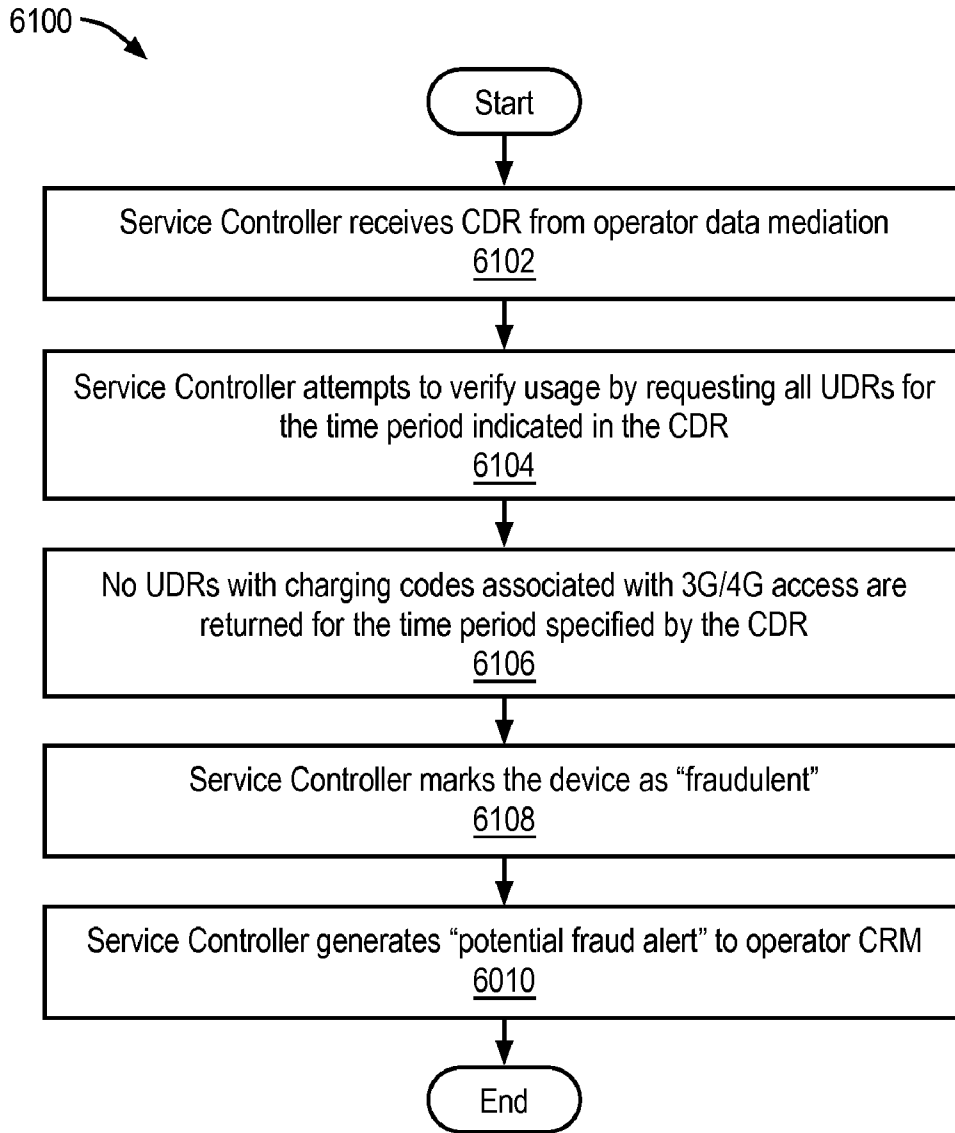 6100
Start
Service Controller receives CDR from operator data mediation
6102
Service Controller attempts to verify usage by requesting all UDRs for
the time period indicated in the CDR
6104
No UDRs with charging codes associated with 3G/4G access are
returned for the time period specified by the CDR
6106
Service Controller marks the device as “fraudulent”
6108
Service Controller generates “potential fraud alert” to operator CRM
6010
End